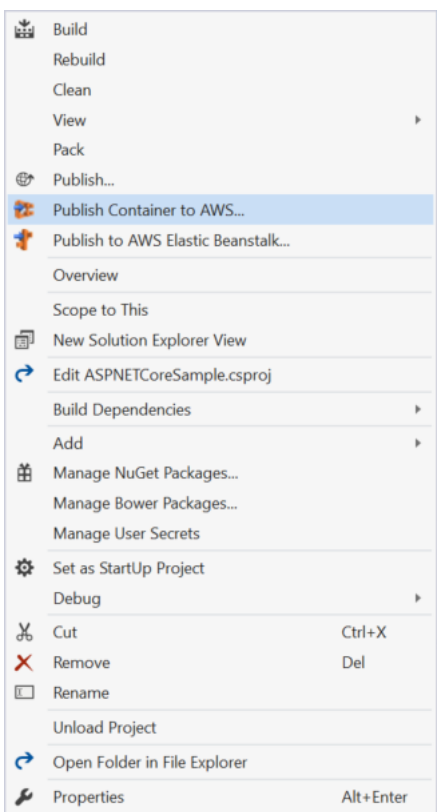 Build
Rebuild
Clean
View
Pack
Publish...
Publish Container to AWS...
Publish to AWS Elastic Beanstalk...
Overview
Scope to This
New Solution Explorer View
Edit ASPNETCoreSample.csproj
Build Dependencies
Add
Manage NuGet Packages...
Manage Bower Packages...
Manage User Secrets
Set as StartUp Project
Debug
Cut Ctrl+X
Remove Del
Rename
Unload Project
Open Folder in File Explorer
Properties Alt+Enter